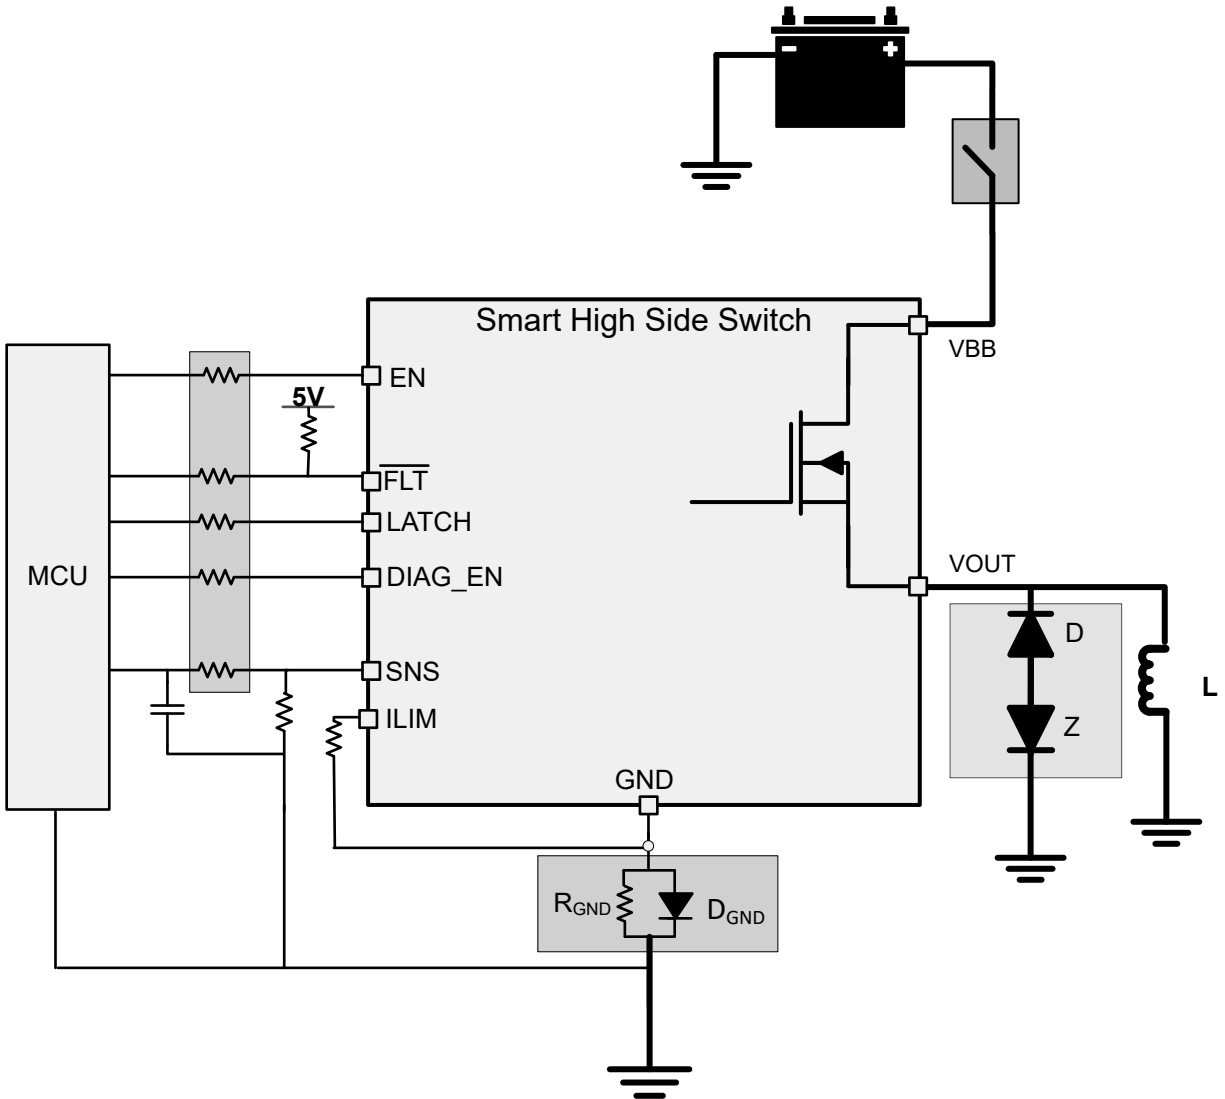 Smart High Side Switch
VBB
EN
5V
FLT
LATCH
MCU
DIAG_EN
VOUT
D
SNS
L
ILIM
Z
GND
RGND
DGND